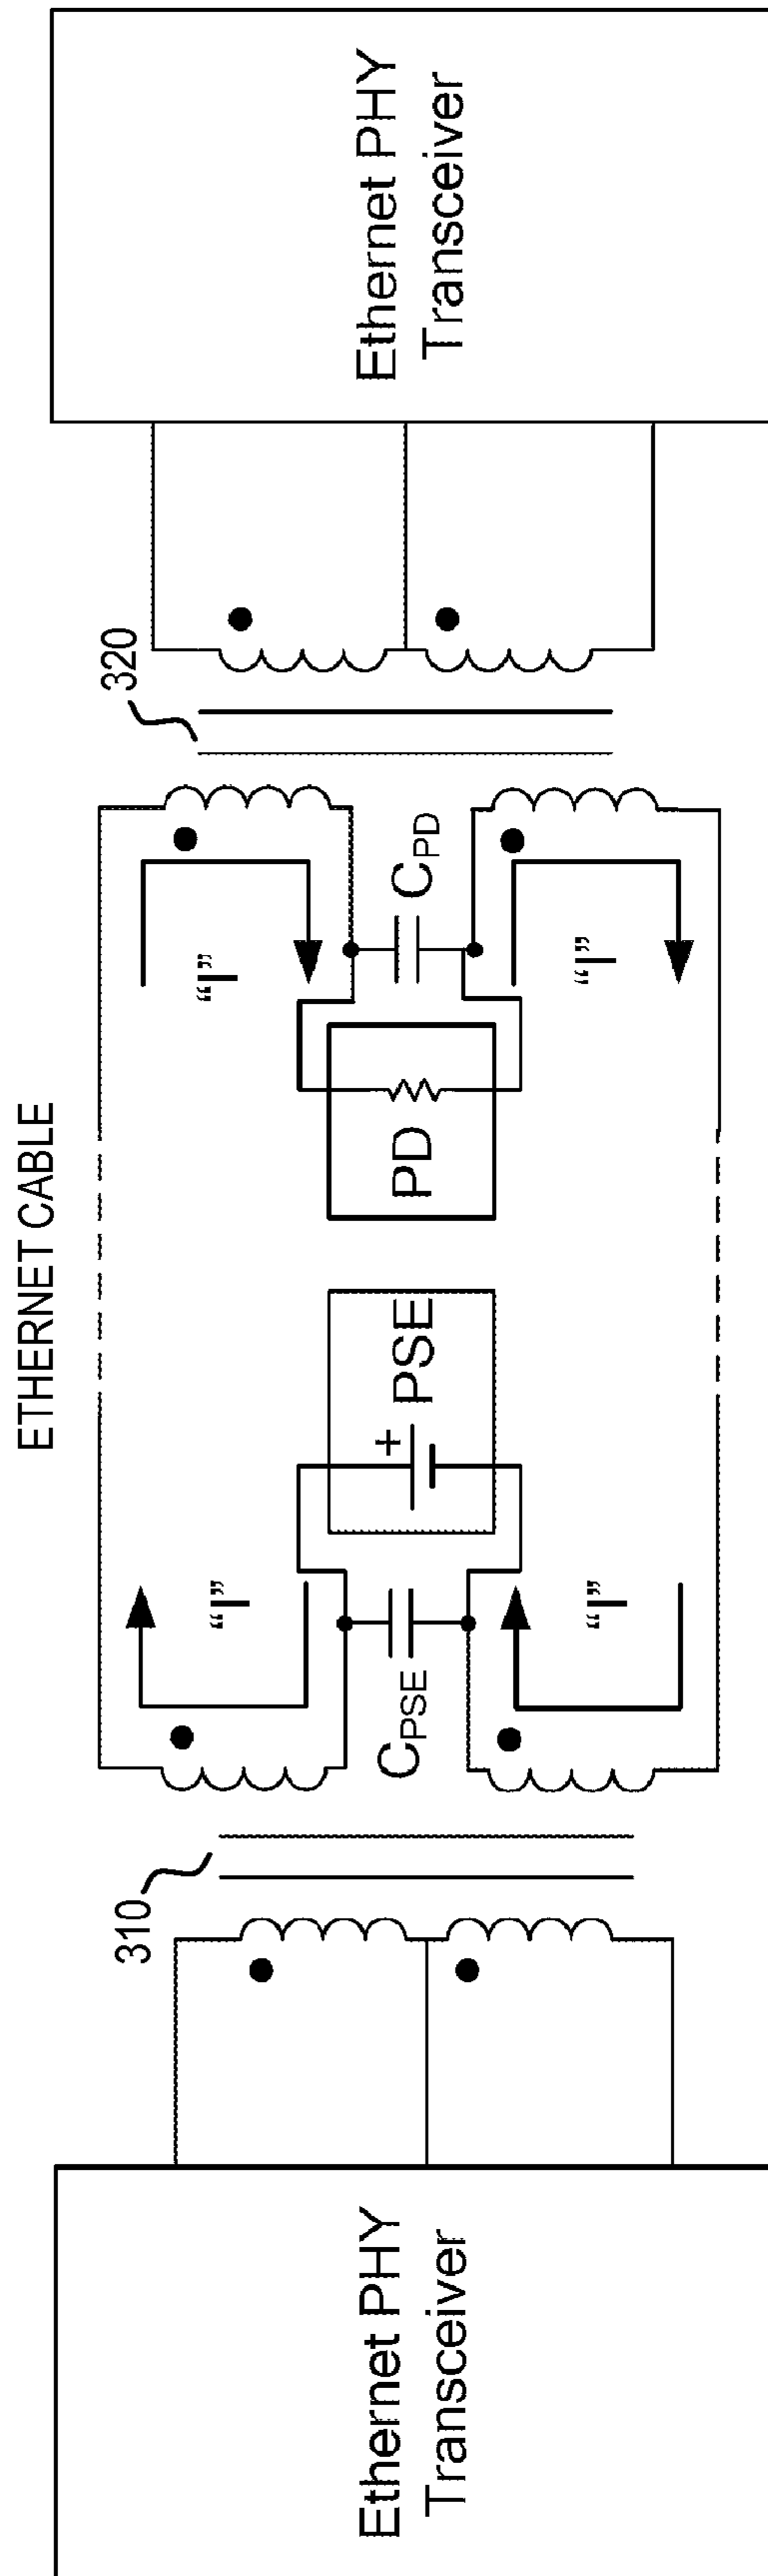 ETHERNET CABLE
Ethernet PHY
Transceiver
310
"I"
"I"
C_PSE
+
PSE
PD
"I"
"I"
C_PD
320
Ethernet PHY
Transceiver